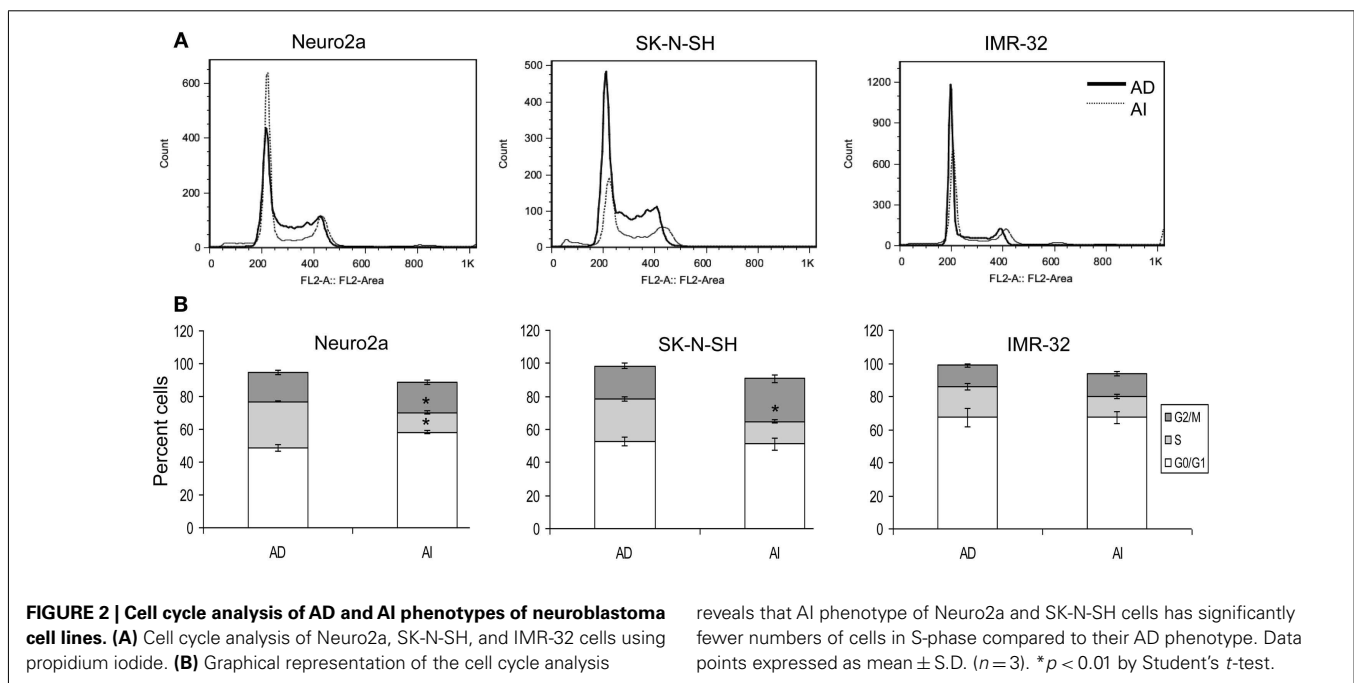 A
Neuro2a
SK-N-SH
IMR-32
600
400
200
0
Count
0 200 400 600 800 1K
FL2-A:: FL2-Area
500
400
300
200
100
0
Count
0 200 400 600 800 1K
FL2-A:: FL2-Area
1200
900
600
300
0
Count
0 200 400 600 800 1K
FL2-A:: FL2-Area
AD
AI
B
Percent cells
120
100
80
60
40
20
0
Neuro2a
*
*
AD AI
120
100
80
60
40
20
0
SK-N-SH
*
AD AI
120
100
80
60
40
20
0
IMR-32
AD AI
G2/M
S
G0/G1
FIGURE 2 | Cell cycle analysis of AD and AI phenotypes of neuroblastoma
cell lines. (A) Cell cycle analysis of Neuro2a, SK-N-SH, and IMR-32 cells using
propidium iodide. (B) Graphical representation of the cell cycle analysis
reveals that AI phenotype of Neuro2a and SK-N-SH cells has significantly
fewer numbers of cells in S-phase compared to their AD phenotype. Data
points expressed as mean ± S.D. (n = 3). *p < 0.01 by Student's t-test.